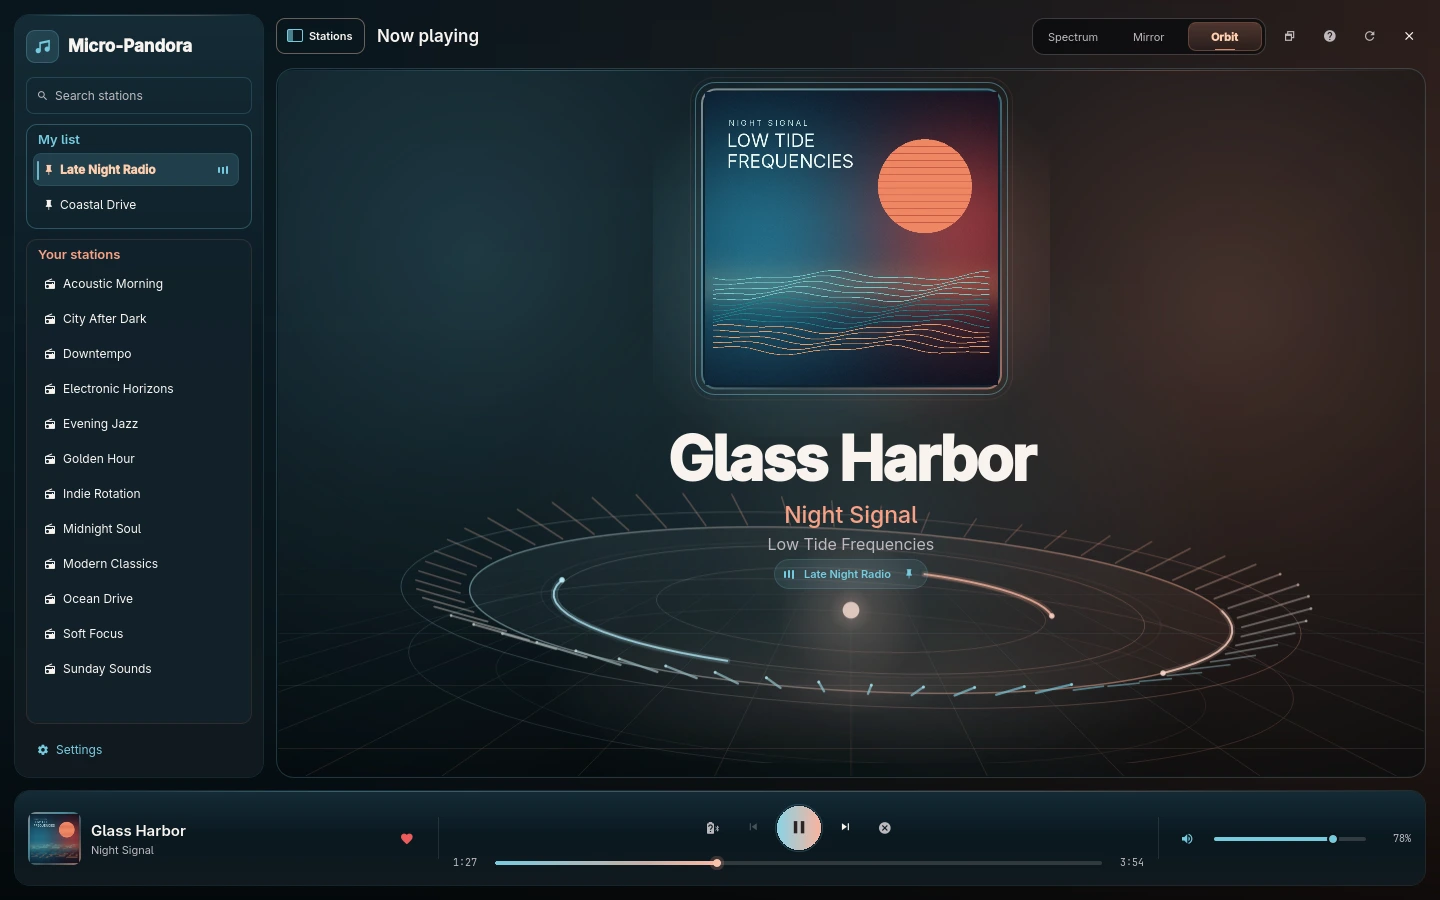 Micro-Pandora
Search stations
My list
Late Night Radio
Coastal Drive
Your stations
Acoustic Morning
City After Dark
Downtempo
Electronic Horizons
Evening Jazz
Golden Hour
Indie Rotation
Midnight Soul
Modern Classics
Ocean Drive
Soft Focus
Sunday Sounds
Settings
Stations
Now playing
Spectrum
Mirror
Orbit
NIGHT SIGNAL
LOW TIDE
FREQUENCIES
Glass Harbor
Night Signal
Low Tide Frequencies
Late Night Radio
Glass Harbor
Night Signal
1:27
3:54
78%